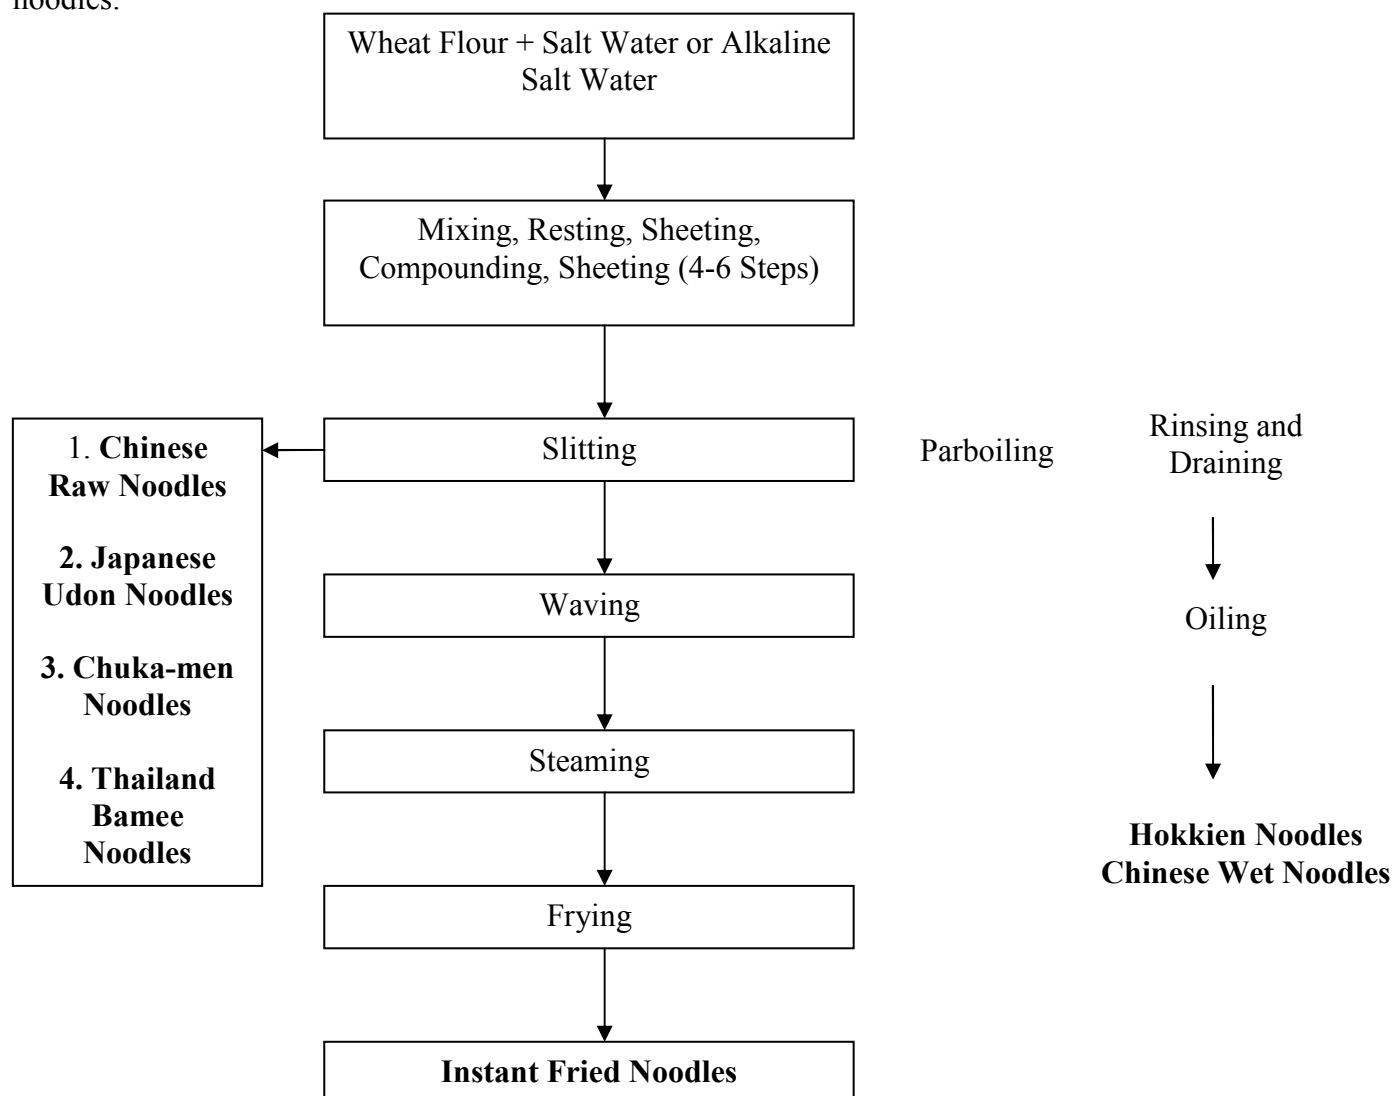 noodles.
Wheat Flour + Salt Water or Alkaline
Salt Water
Mixing, Resting, Sheeting,
Compounding, Sheeting (4-6 Steps)
1. Chinese
Raw Noodles
2. Japanese
Udon Noodles
3. Chuka-men
Noodles
4. Thailand
Bamee
Noodles
Slitting
Parboiling
Rinsing and
Draining
Waving
Oiling
Steaming
Hokkien Noodles
Chinese Wet Noodles
Frying
Instant Fried Noodles